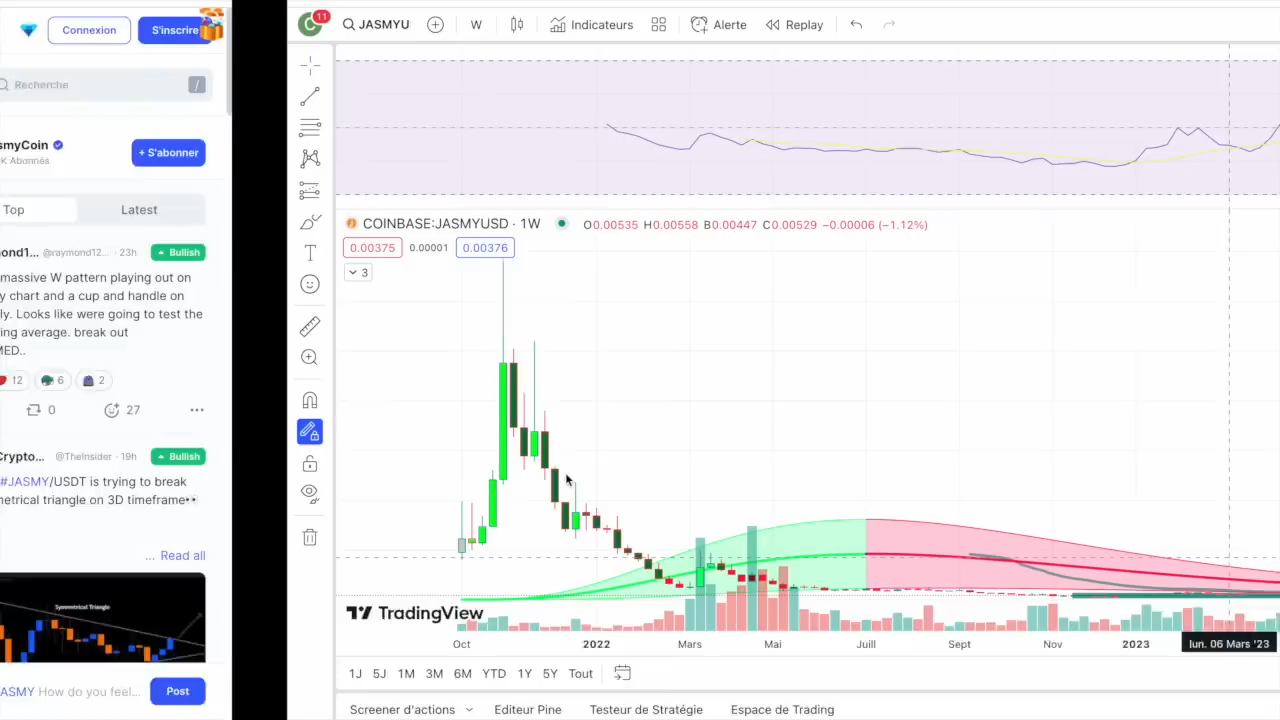 Connexion
S'inscrire
Recherche
/
smyCoin
K Abonnés
+ S'abonner
Top
Latest
ond1... @raymond12... · 23h
Bullish
massive W pattern playing out on
y chart and a cup and handle on
ly. Looks like were going to test the
ing average. break out
MED..
12
6
2
0
27
...
Crypto... @TheInsider · 19h
Bullish
#JASMY/USDT is trying to break
metrical triangle on 3D timeframe
... Read all
Symmetrical Triangle
ASMY How do you feel...
Post
C
11
JASMYU
W
Indicateurs
Alerte
Replay
COINBASE:JASMYUSD · 1W
O0.00535 H0.00558 B0.00447 C0.00529 −0.00006 (−1.12%)
0.00375
0.00001
0.00376
3
TradingView
Oct
2022
Mars
Mai
Juill
Sept
Nov
2023
lun. 06 Mars '23
1J 5J 1M 3M 6M YTD 1Y 5Y Tout
Screener d'actions
Editeur Pine
Testeur de Stratégie
Espace de Trading